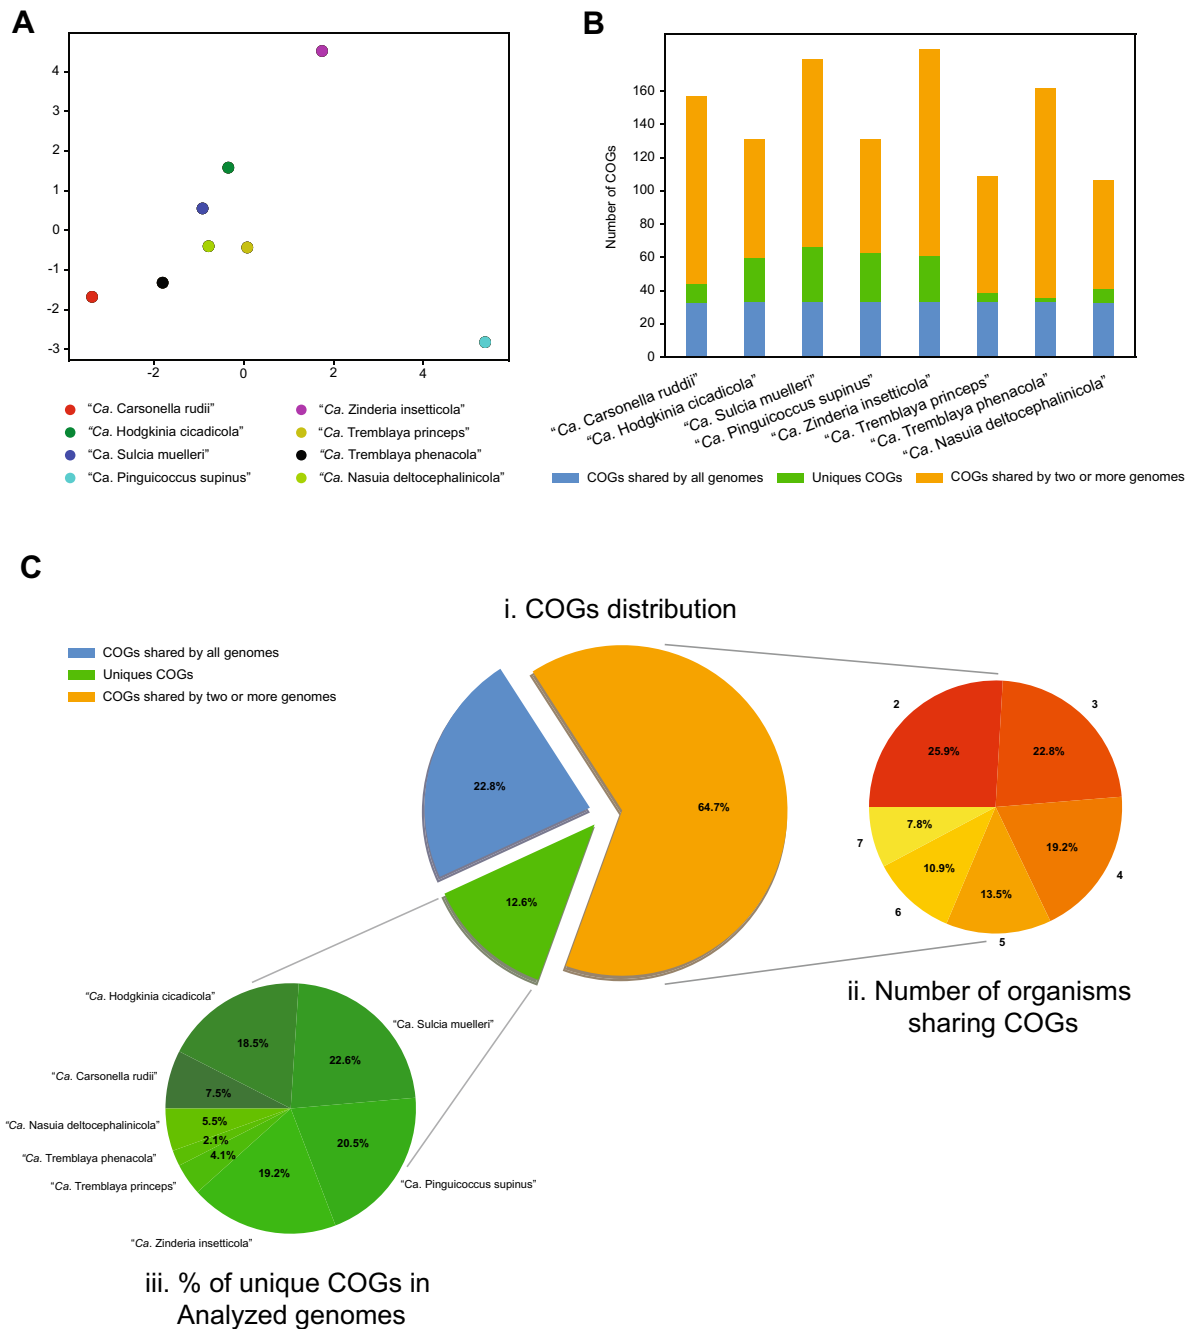 A
4
3
2
1
0
-1
-2
-3
-2
0
2
4
“Ca. Carsonella rudii”
“Ca. Hodgkinia cicadicola”
“Ca. Sulcia muelleri”
“Ca. Pinguicoccus supinus”
“Ca. Zinderia insetticola”
“Ca. Tremblaya princeps”
“Ca. Tremblaya phenacola”
“Ca. Nasuia deltocephalinicola”
B
Number of COGs
160
140
120
100
80
60
40
20
0
“Ca. Carsonella ruddii”
“Ca. Hodgkinia cicadicola”
“Ca. Sulcia muelleri”
“Ca. Pinguicoccus supinus”
“Ca. Zinderia insetticola”
“Ca. Tremblaya princeps”
“Ca. Tremblaya phenacola”
“Ca. Nasuia deltocephalinicola”
COGs shared by all genomes
Uniques COGs
COGs shared by two or more genomes
C
i. COGs distribution
COGs shared by all genomes
Uniques COGs
COGs shared by two or more genomes
22.8%
64.7%
12.6%
2
3
25.9%
22.8%
7.8%
19.2%
7
10.9%
4
13.5%
6
5
ii. Number of organisms
sharing COGs
“Ca. Hodgkinia cicadicola”
“Ca. Sulcia muelleri”
18.5%
22.6%
“Ca. Carsonella rudii”
7.5%
“Ca. Nasuia deltocephalinicola”
5.5%
2.1%
20.5%
“Ca. Tremblaya phenacola”
4.1%
19.2%
“Ca. Tremblaya princeps”
“Ca. Pinguicoccus supinus”
“Ca. Zinderia insetticola”
iii. % of unique COGs in
Analyzed genomes